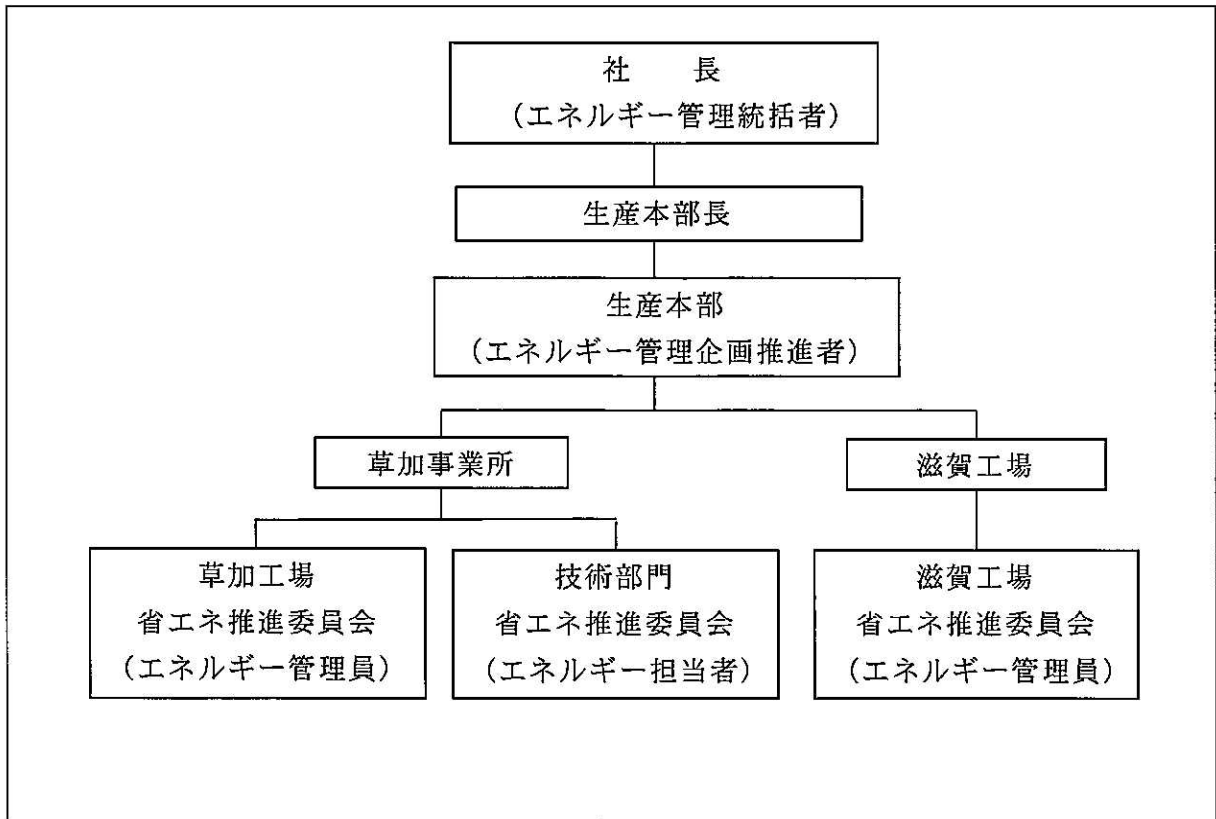 社　　長
（エネルギー管理統括者）
生産本部長
生産本部
（エネルギー管理企画推進者）
草加事業所
滋賀工場
草加工場
省エネ推進委員会
（エネルギー管理員）
技術部門
省エネ推進委員会
（エネルギー担当者）
滋賀工場
省エネ推進委員会
（エネルギー管理員）